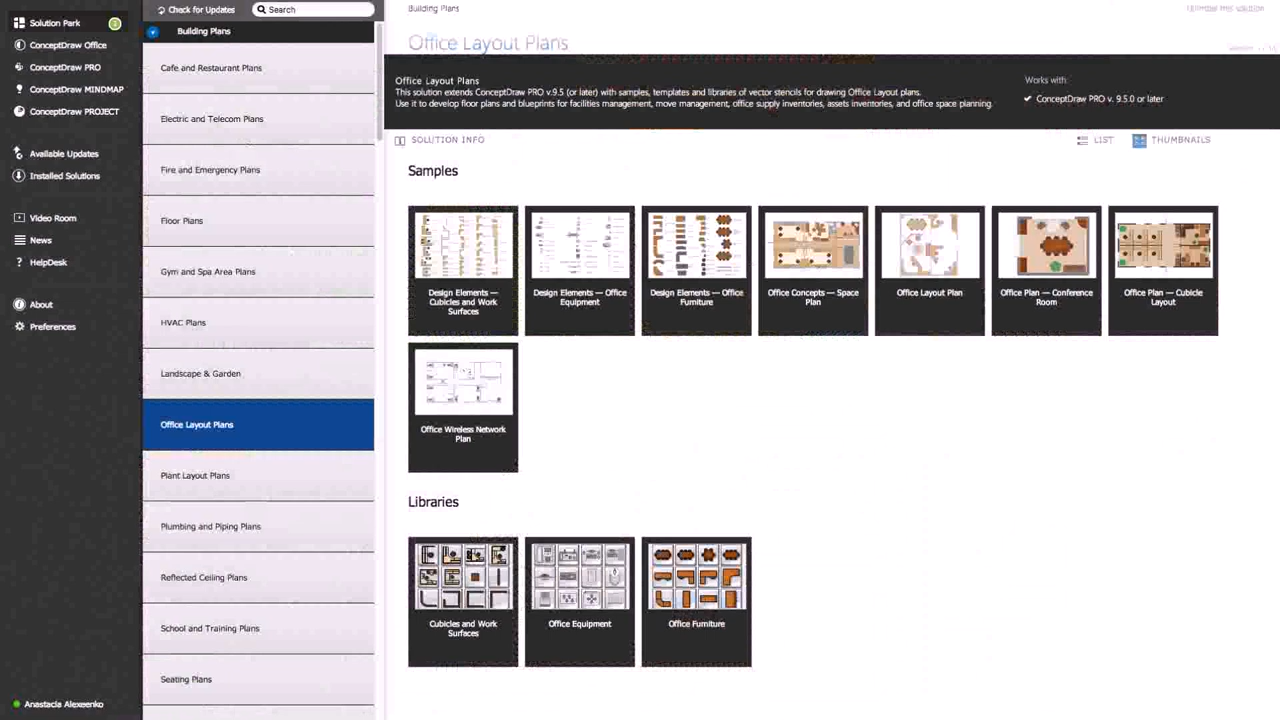 Solution Park
ConceptDraw Office
ConceptDraw PRO
ConceptDraw MINDMAP
ConceptDraw PROJECT
Available Updates
Installed Solutions
Video Room
News
HelpDesk
About
Preferences
Anastacia Alexeenko
Check for Updates
Search
Building Plans
Cafe and Restaurant Plans
Electric and Telecom Plans
Fire and Emergency Plans
Floor Plans
Gym and Spa Area Plans
HVAC Plans
Landscape & Garden
Office Layout Plans
Plant Layout Plans
Plumbing and Piping Plans
Reflected Ceiling Plans
School and Training Plans
Seating Plans
Building Plans
Uninstall this solution
Office Layout Plans
Office Layout Plans
This solution extends ConceptDraw PRO v.9.5 (or later) with samples, templates and libraries of vector stencils for drawing Office Layout plans.
Use it to develop floor plans and blueprints for facilities management, move management, office supply inventories, assets inventories, and office space planning.
Works with:
ConceptDraw PRO v. 9.5.0 or later
SOLUTION INFO
LIST
THUMBNAILS
Samples
Design Elements —
Cubicles and Work
Surfaces
Design Elements — Office
Equipment
Design Elements — Office
Furniture
Office Concepts — Space
Plan
Office Layout Plan
Office Plan — Conference
Room
Office Plan — Cubicle
Layout
Office Wireless Network
Plan
Libraries
Cubicles and Work
Surfaces
Office Equipment
Office Furniture